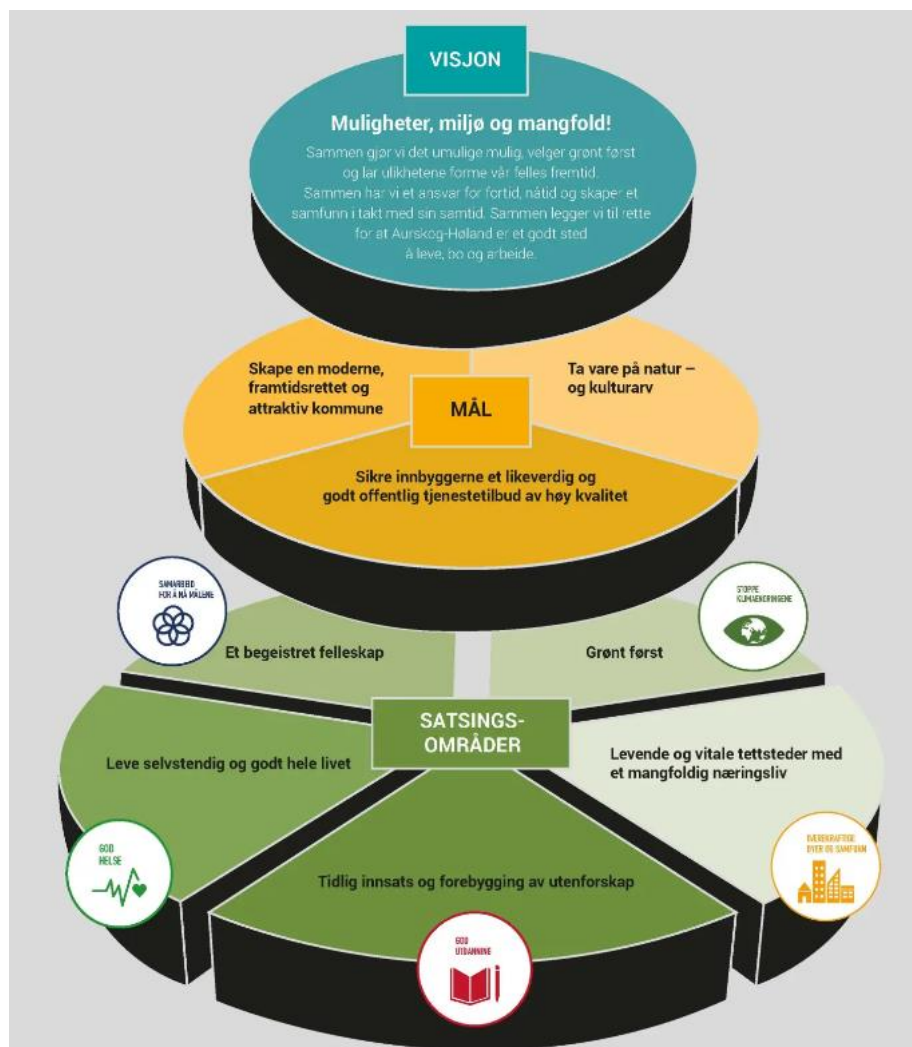 VISJON
Muligheter, miljø og mangfold!
Sammen gjør vi det umulige mulig, velger grønt først
og lar ulikhetene forme vår felles fremtid.
Sammen har vi et ansvar for fortid, nåtid og skaper et
samfunn i takt med sin samtid. Sammen legger vi til rette
for at Aurskog-Høland er et godt sted
å leve, bo og arbeide.
Skape en moderne,
framtidsrettet og
attraktiv kommune
Ta vare på natur –
og kulturarv
MÅL
Sikre innbyggerne et likeverdig og
godt offentlig tjenestetilbud av høy kvalitet
SAMARBEID
FOR Å NÅ MÅLENE
STOPPE
KLIMAENDRINGENE
Et begeistret felleskap
Grønt først
SATSINGS-
OMRÅDER
Leve selvstendig og godt hele livet
Levende og vitale tettsteder med
et mangfoldig næringsliv
GOD
HELSE
BÆREKRAFTIGE
BYER OG SAMFUNN
Tidlig innsats og forebygging av utenforskap
GOD
UTDANNING